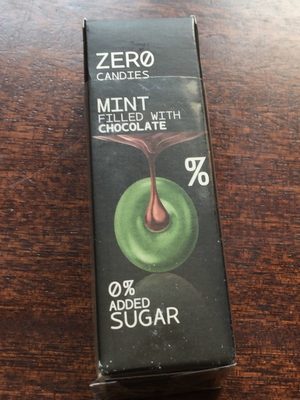 ZERØ
CANDIES
MINT
FILLED WITH
CHOCOLATE
%
0%
ADDED
SUGAR